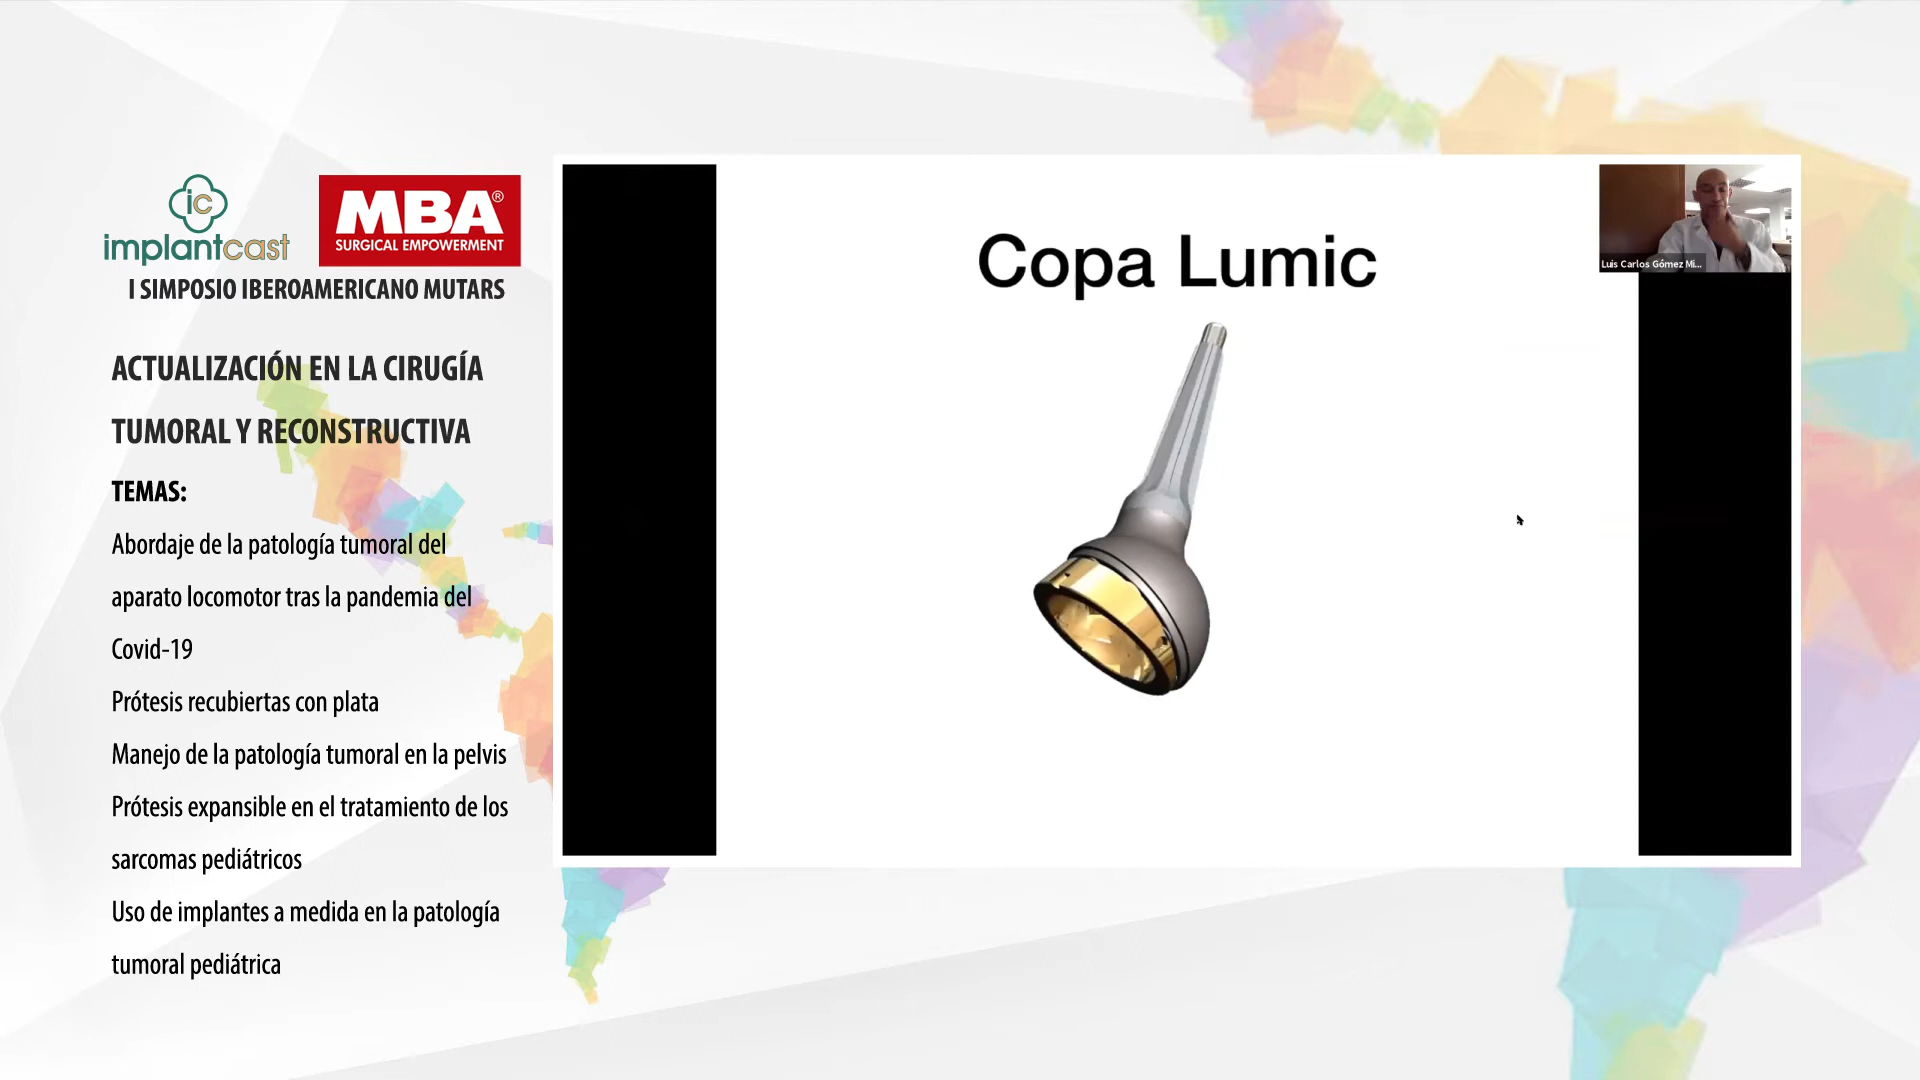 ic
implantcast
MBA®
SURGICAL EMPOWERMENT
I SIMPOSIO IBEROAMERICANO MUTARS
ACTUALIZACIÓN EN LA CIRUGÍA
TUMORAL Y RECONSTRUCTIVA
TEMAS:
Abordaje de la patología tumoral del
aparato locomotor tras la pandemia del
Covid-19
Prótesis recubiertas con plata
Manejo de la patología tumoral en la pelvis
Prótesis expansible en el tratamiento de los
sarcomas pediátricos
Uso de implantes a medida en la patología
tumoral pediátrica
Copa Lumic
Luis Carlos Gómez Mi...